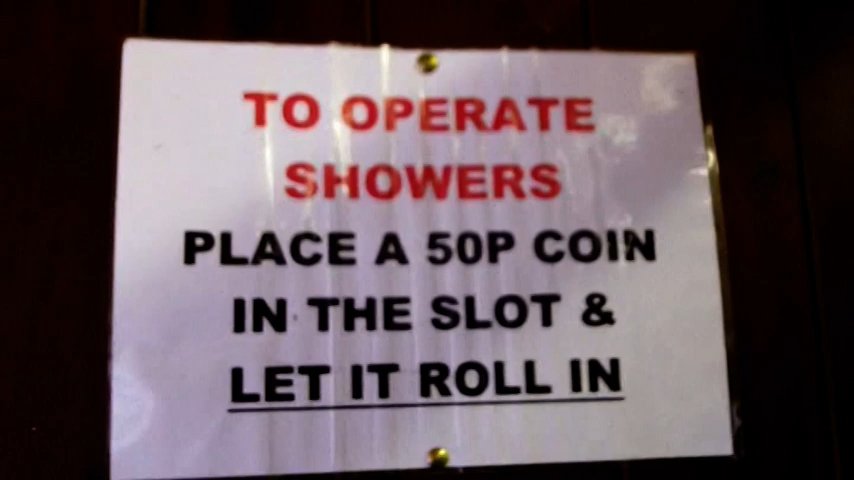 TO OPERATE
SHOWERS
PLACE A 50P COIN
IN THE SLOT &
LET IT ROLL IN